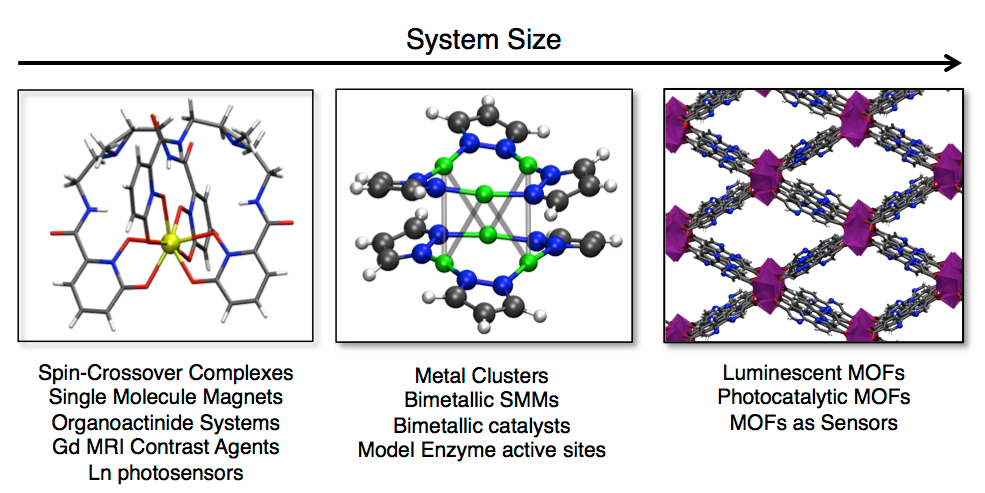 System Size
Spin-Crossover Complexes
Single Molecule Magnets
Organoactinide Systems
Gd MRI Contrast Agents
Ln photosensors
Metal Clusters
Bimetallic SMMs
Bimetallic catalysts
Model Enzyme active sites
Luminescent MOFs
Photocatalytic MOFs
MOFs as Sensors